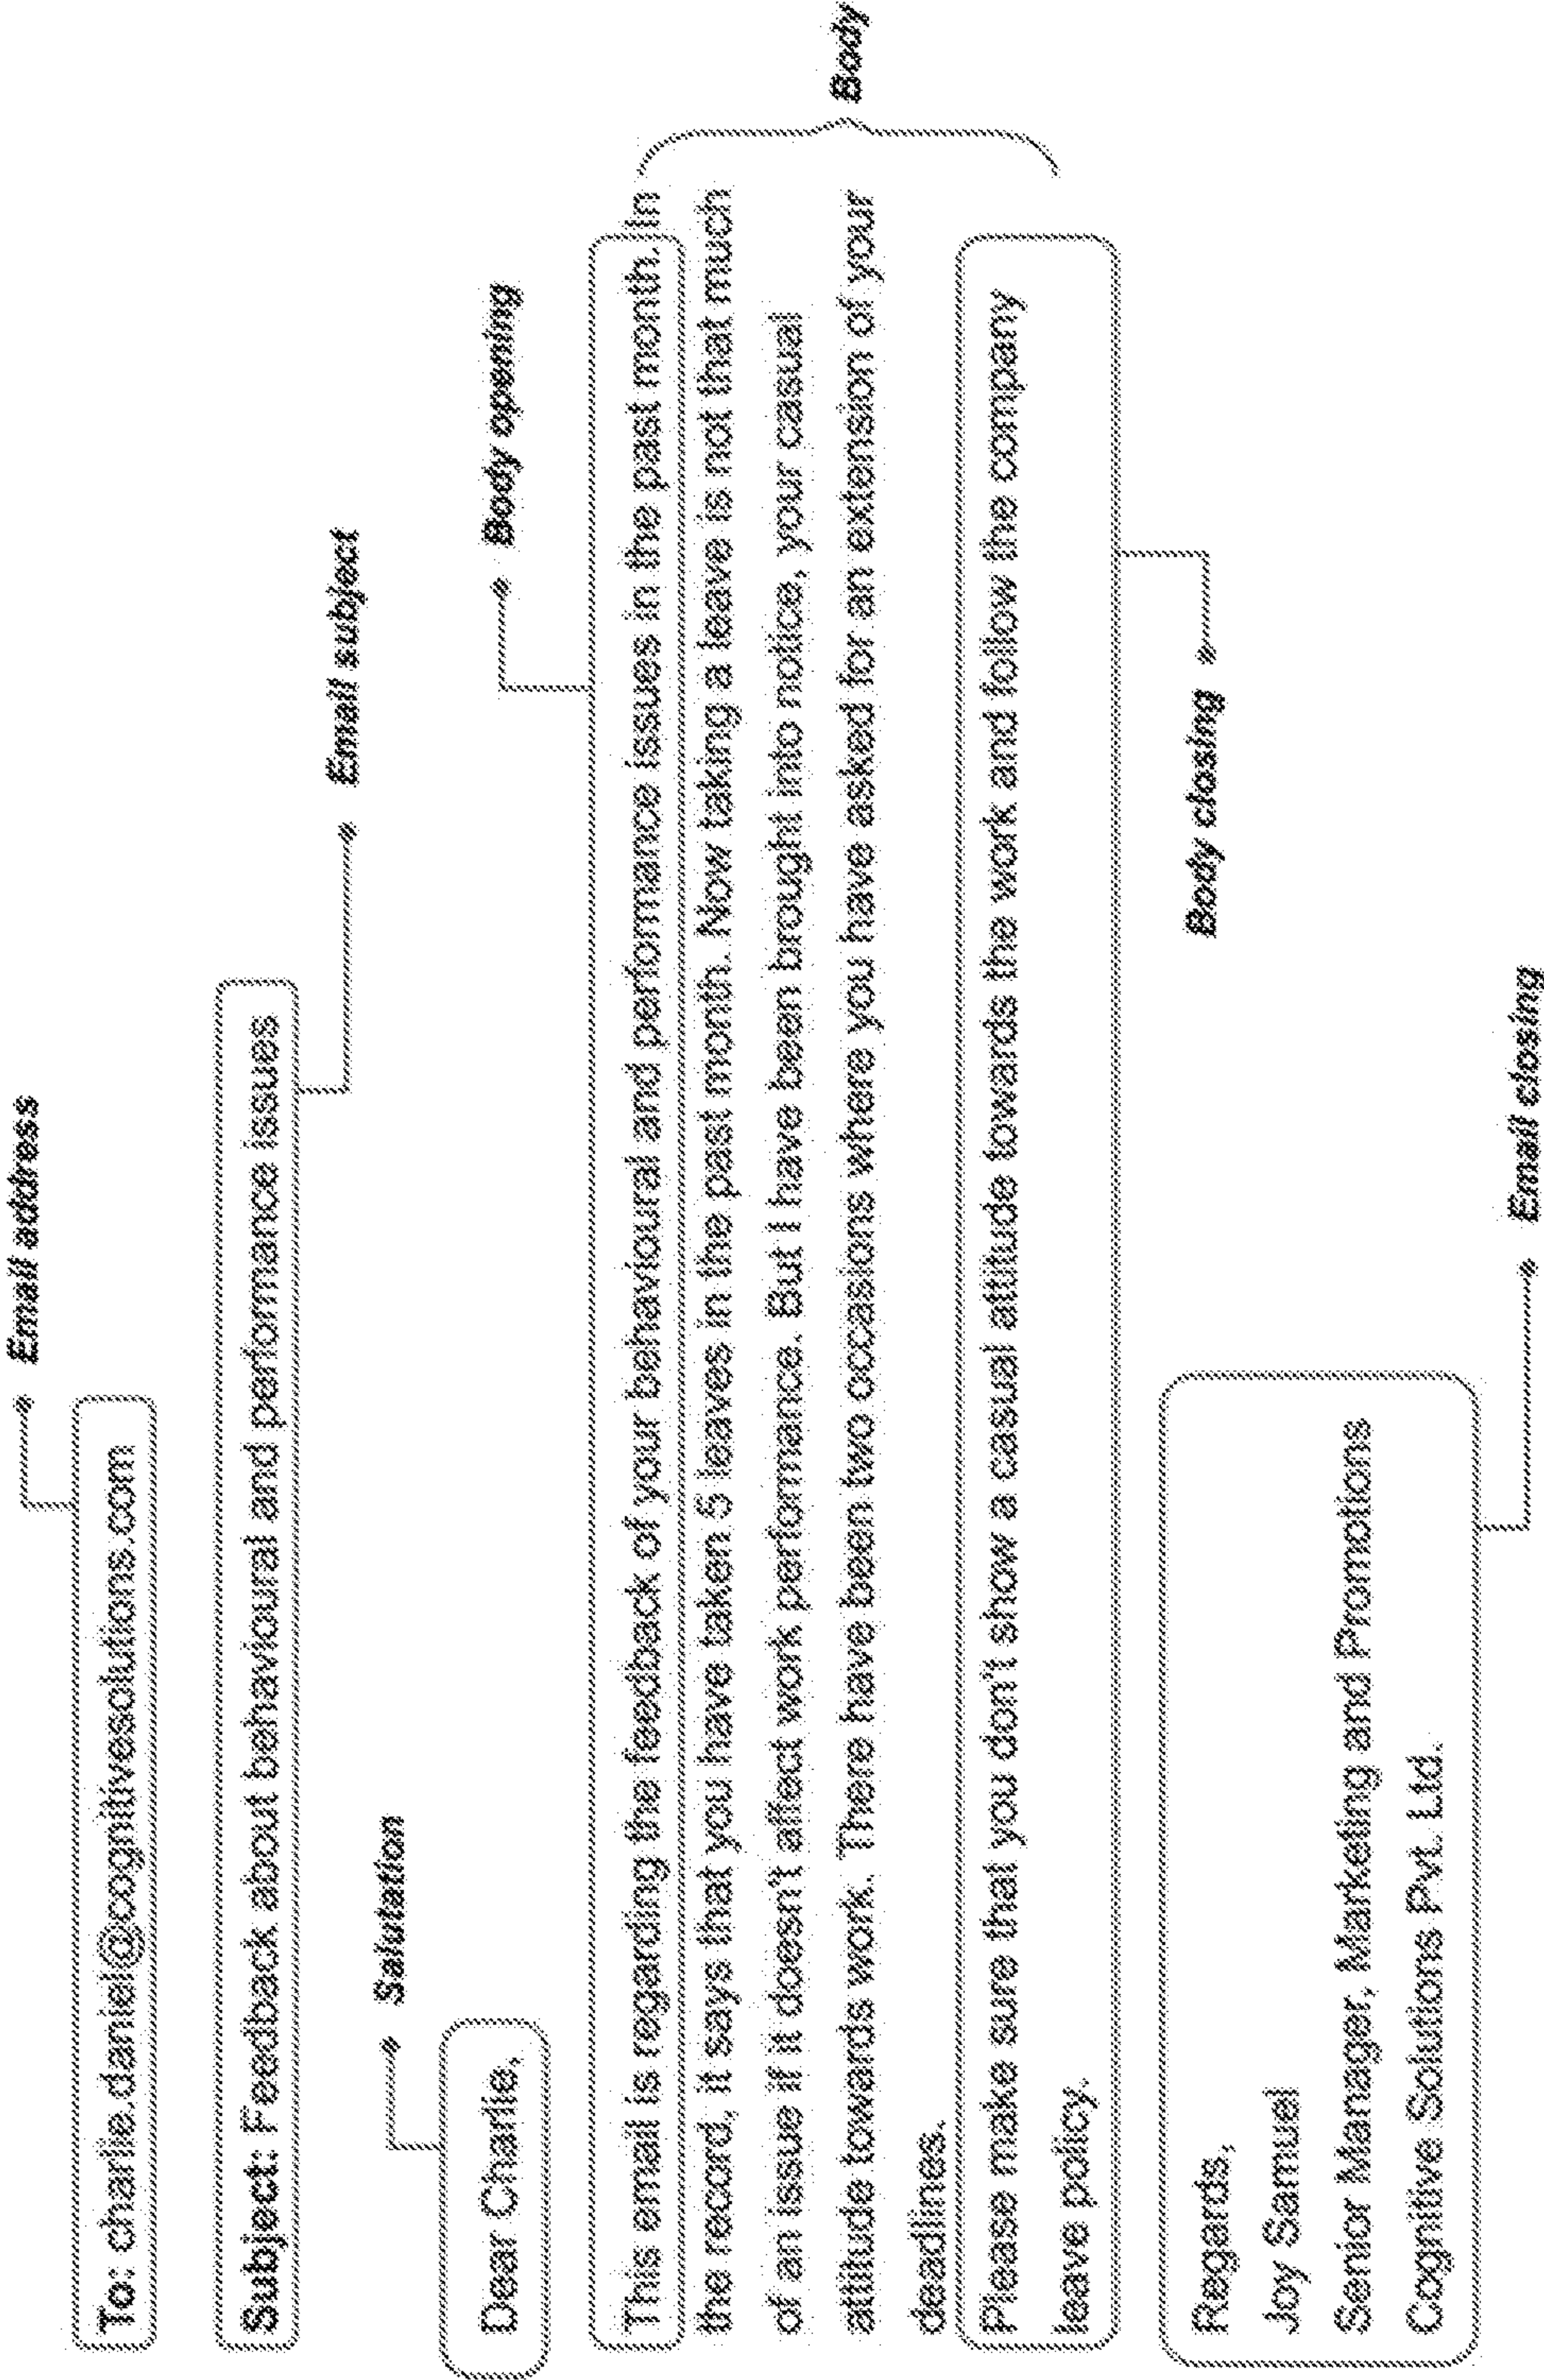 Email address
To: charlie.daniel@cognitivesolutions.com
Subject: Feedback about behavioural and performance issues
Email subject
Salutation
Dear Charlie,
Body opening
This email is regarding the feedback of your behavioural and performance issues in the past month. In
the record, it says that you have taken 5 leaves in the past month. Now taking a leave is not that much
of an issue if it doesn't affect work performance. But I have been brought into notice, your casual
attitude towards work. There have been two occasions where you have asked for an extension of your
deadlines.
Body
Please make sure that you don't show a casual attitude towards the work and follow the company
leave policy.
Body closing
Regards,
Joy Samuel
Senior Manager, Marketing and Promotions
Cognitive Solutions Pvt. Ltd.
Email closing